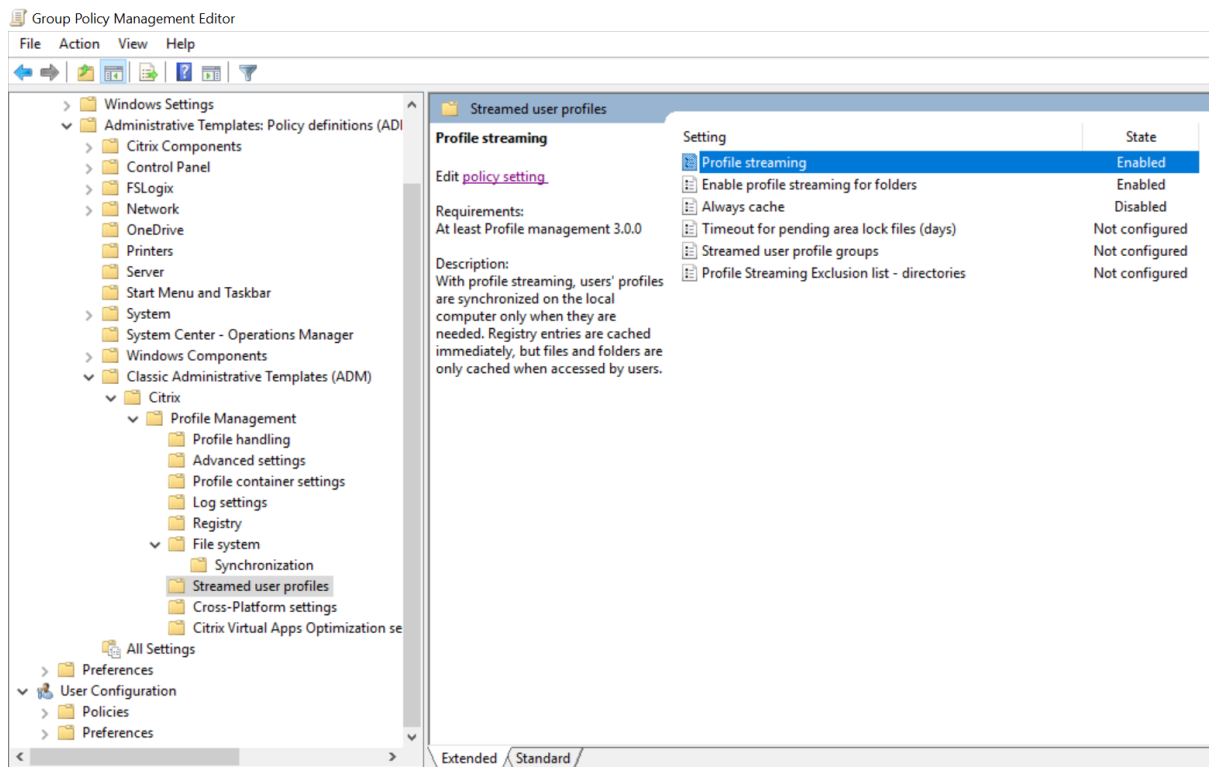 Group Policy Management Editor
File Action View Help
Windows Settings
Administrative Templates: Policy definitions (ADI
Citrix Components
Control Panel
FSLogix
Network
OneDrive
Printers
Server
Start Menu and Taskbar
System
System Center - Operations Manager
Windows Components
Classic Administrative Templates (ADM)
Citrix
Profile Management
Profile handling
Advanced settings
Profile container settings
Log settings
Registry
File system
Synchronization
Streamed user profiles
Cross-Platform settings
Citrix Virtual Apps Optimization se
All Settings
Preferences
User Configuration
Policies
Preferences
Streamed user profiles
Profile streaming
Edit policy setting
Requirements:
At least Profile management 3.0.0
Description:
With profile streaming, users' profiles
are synchronized on the local
computer only when they are
needed. Registry entries are cached
immediately, but files and folders are
only cached when accessed by users.
Setting State
Profile streaming Enabled
Enable profile streaming for folders Enabled
Always cache Disabled
Timeout for pending area lock files (days) Not configured
Streamed user profile groups Not configured
Profile Streaming Exclusion list - directories Not configured
Extended Standard